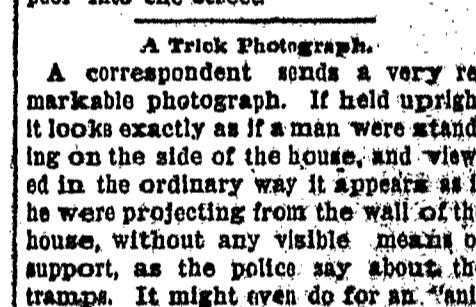 into the
A Trick Photograph.
A correspondent sends a very re
markable photograph. If held uprigh
it looks exactly as if a man were stand
ing on the side of the house, and view
ed in the ordinary way it appears as
he were projecting from the wall of th
house, without any visible means o
support, as the police say about th
tramps. It might even do for an